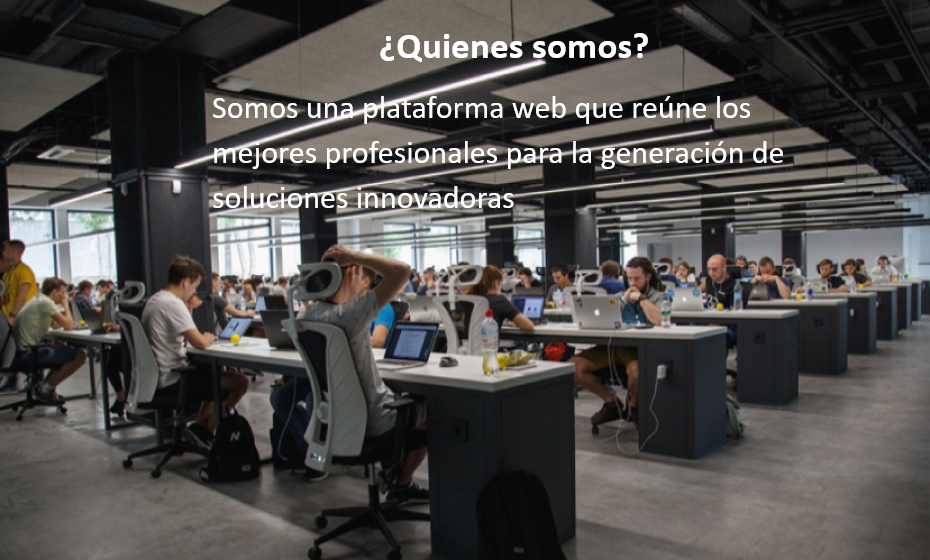 ¿Quienes somos?
Somos una plataforma web que reúne los
mejores profesionales para la generación de
soluciones innovadoras